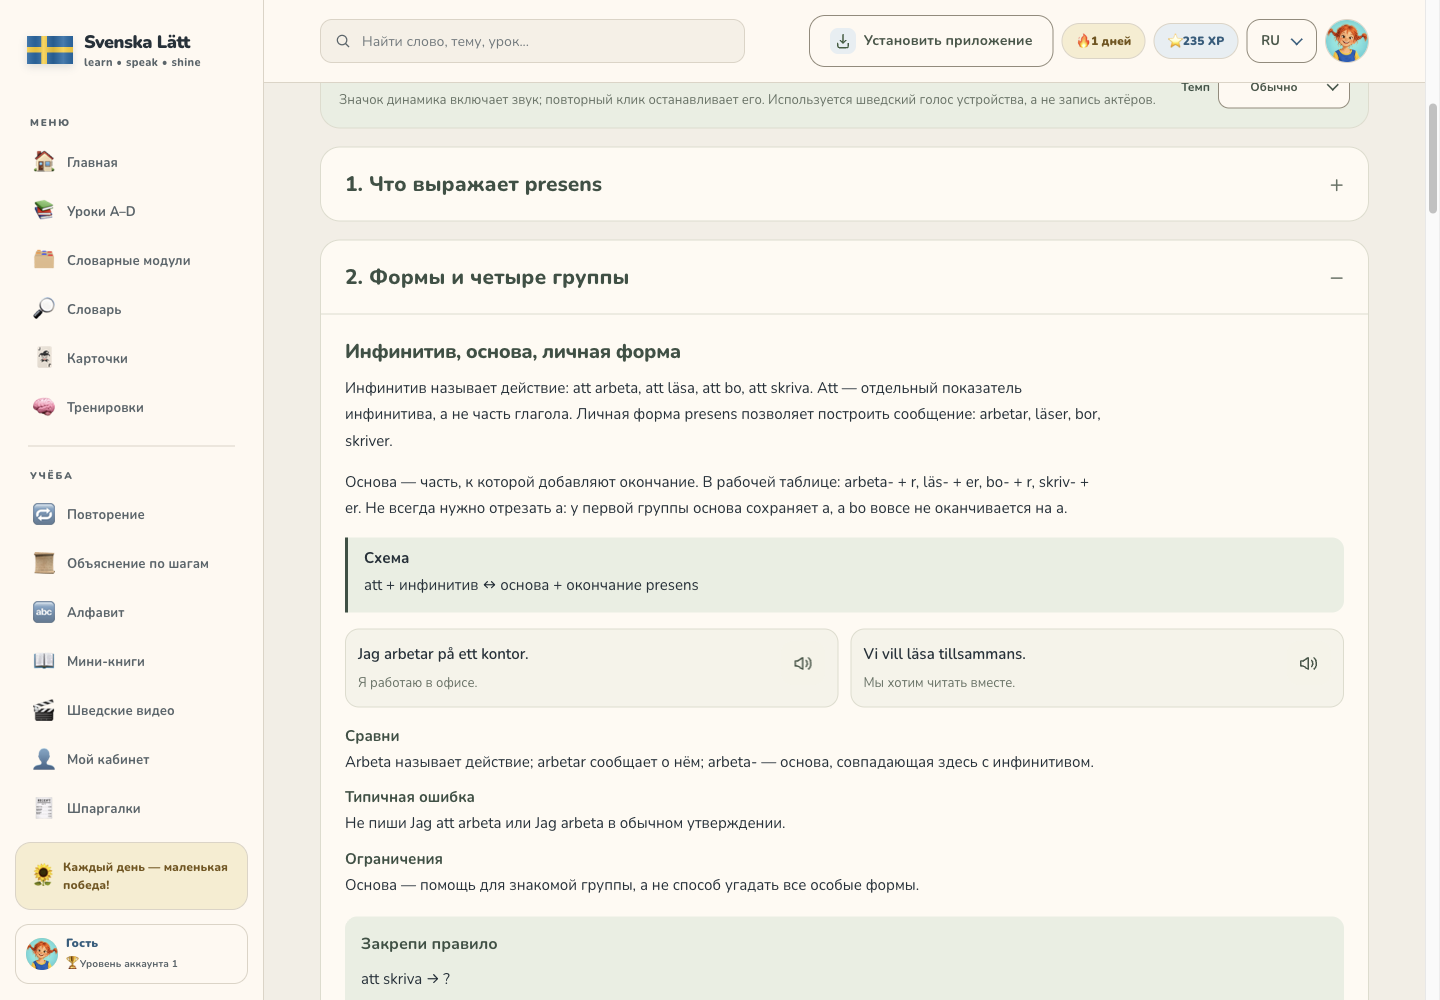 Svenska Lätt
learn • speak • shine
МЕНЮ
Главная
Уроки A–D
Словарные модули
Словарь
Карточки
Тренировки
УЧЁБА
Повторение
Объяснение по шагам
abc
Алфавит
Мини-книги
Шведские видео
Мой кабинет
Шпаргалки
Каждый день — маленькая
победа!
Гость
Уровень аккаунта 1
Найти слово, тему, урок...
Установить приложение
1 дней
235 XP
RU
Значок динамика включает звук; повторный клик останавливает его. Используется шведский голос устройства, а не запись актёров.
Темп
Обычно
1. Что выражает presens
+
2. Формы и четыре группы
−
Инфинитив, основа, личная форма
Инфинитив называет действие: att arbeta, att läsa, att bo, att skriva. Att — отдельный показатель
инфинитива, а не часть глагола. Личная форма presens позволяет построить сообщение: arbetar, läser, bor,
skriver.
Основа — часть, к которой добавляют окончание. В рабочей таблице: arbeta- + r, läs- + er, bo- + r, skriv- +
er. Не всегда нужно отрезать a: у первой группы основа сохраняет a, а bo вовсе не оканчивается на a.
Схема
att + инфинитив ↔ основа + окончание presens
Jag arbetar på ett kontor.
Я работаю в офисе.
Vi vill läsa tillsammans.
Мы хотим читать вместе.
Сравни
Arbeta называет действие; arbetar сообщает о нём; arbeta- — основа, совпадающая здесь с инфинитивом.
Типичная ошибка
Не пиши Jag att arbeta или Jag arbeta в обычном утверждении.
Ограничения
Основа — помощь для знакомой группы, а не способ угадать все особые формы.
Закрепи правило
att skriva → ?